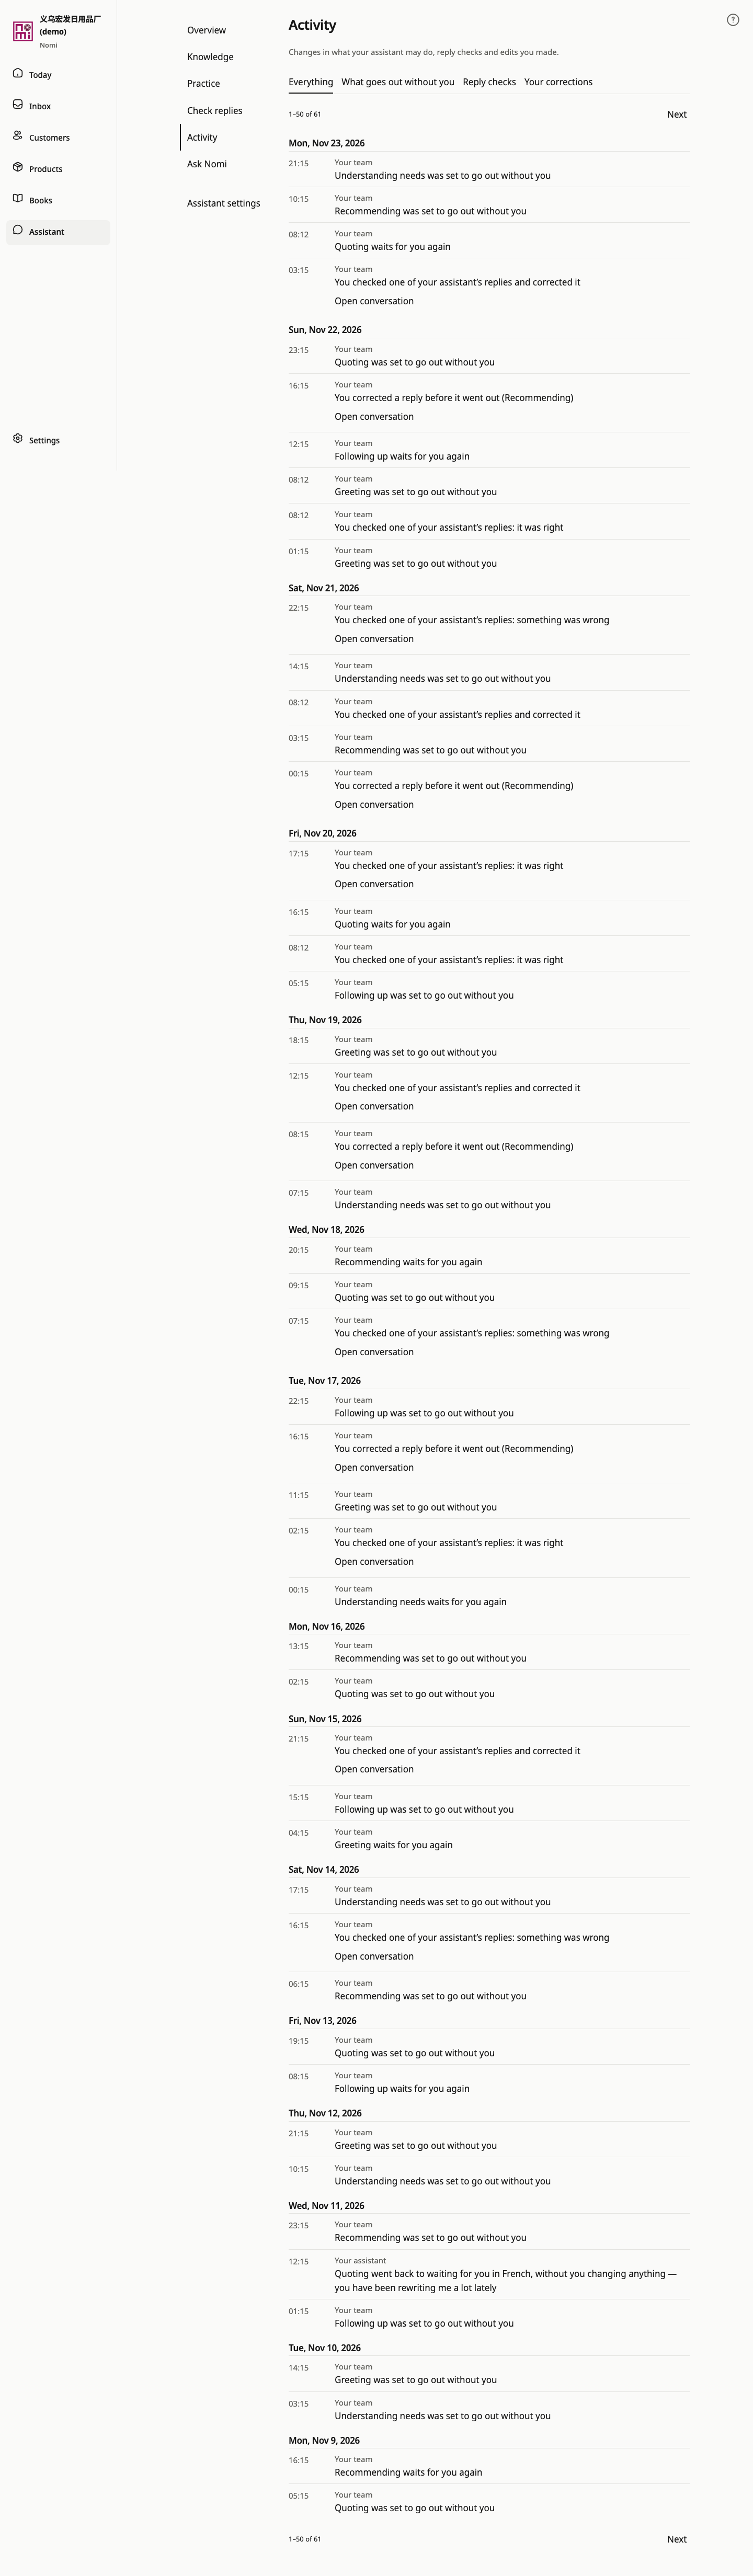 义乌宏发日用品厂
(demo)
Nomi
Today
Inbox
Customers
Products
Books
Assistant
Settings
Overview
Knowledge
Practice
Check replies
Activity
Ask Nomi
Assistant settings
Activity
Changes in what your assistant may do, reply checks and edits you made.
Everything What goes out without you Reply checks Your corrections
1–50 of 61 Next
Mon, Nov 23, 2026
21:15 Your team
Understanding needs was set to go out without you
10:15 Your team
Recommending was set to go out without you
08:12 Your team
Quoting waits for you again
03:15 Your team
You checked one of your assistant's replies and corrected it
Open conversation
Sun, Nov 22, 2026
23:15 Your team
Quoting was set to go out without you
16:15 Your team
You corrected a reply before it went out (Recommending)
Open conversation
12:15 Your team
Following up waits for you again
08:12 Your team
Greeting was set to go out without you
08:12 Your team
You checked one of your assistant's replies: it was right
01:15 Your team
Greeting was set to go out without you
Sat, Nov 21, 2026
22:15 Your team
You checked one of your assistant's replies: something was wrong
Open conversation
14:15 Your team
Understanding needs was set to go out without you
08:12 Your team
You checked one of your assistant's replies and corrected it
03:15 Your team
Recommending was set to go out without you
00:15 Your team
You corrected a reply before it went out (Recommending)
Open conversation
Fri, Nov 20, 2026
17:15 Your team
You checked one of your assistant's replies: it was right
Open conversation
16:15 Your team
Quoting waits for you again
08:12 Your team
You checked one of your assistant's replies: it was right
05:15 Your team
Following up was set to go out without you
Thu, Nov 19, 2026
18:15 Your team
Greeting was set to go out without you
12:15 Your team
You checked one of your assistant's replies and corrected it
Open conversation
08:15 Your team
You corrected a reply before it went out (Recommending)
Open conversation
07:15 Your team
Understanding needs was set to go out without you
Wed, Nov 18, 2026
20:15 Your team
Recommending waits for you again
09:15 Your team
Quoting was set to go out without you
07:15 Your team
You checked one of your assistant's replies: something was wrong
Open conversation
Tue, Nov 17, 2026
22:15 Your team
Following up was set to go out without you
16:15 Your team
You corrected a reply before it went out (Recommending)
Open conversation
11:15 Your team
Greeting was set to go out without you
02:15 Your team
You checked one of your assistant's replies: it was right
Open conversation
00:15 Your team
Understanding needs waits for you again
Mon, Nov 16, 2026
13:15 Your team
Recommending was set to go out without you
02:15 Your team
Quoting was set to go out without you
Sun, Nov 15, 2026
21:15 Your team
You checked one of your assistant's replies and corrected it
Open conversation
15:15 Your team
Following up was set to go out without you
04:15 Your team
Greeting waits for you again
Sat, Nov 14, 2026
17:15 Your team
Understanding needs was set to go out without you
16:15 Your team
You checked one of your assistant's replies: something was wrong
Open conversation
06:15 Your team
Recommending was set to go out without you
Fri, Nov 13, 2026
19:15 Your team
Quoting was set to go out without you
08:15 Your team
Following up waits for you again
Thu, Nov 12, 2026
21:15 Your team
Greeting was set to go out without you
10:15 Your team
Understanding needs was set to go out without you
Wed, Nov 11, 2026
23:15 Your team
Recommending was set to go out without you
12:15 Your assistant
Quoting went back to waiting for you in French, without you changing anything —
you have been rewriting me a lot lately
01:15 Your team
Following up was set to go out without you
Tue, Nov 10, 2026
14:15 Your team
Greeting was set to go out without you
03:15 Your team
Understanding needs was set to go out without you
Mon, Nov 9, 2026
16:15 Your team
Recommending waits for you again
05:15 Your team
Quoting was set to go out without you
1–50 of 61 Next